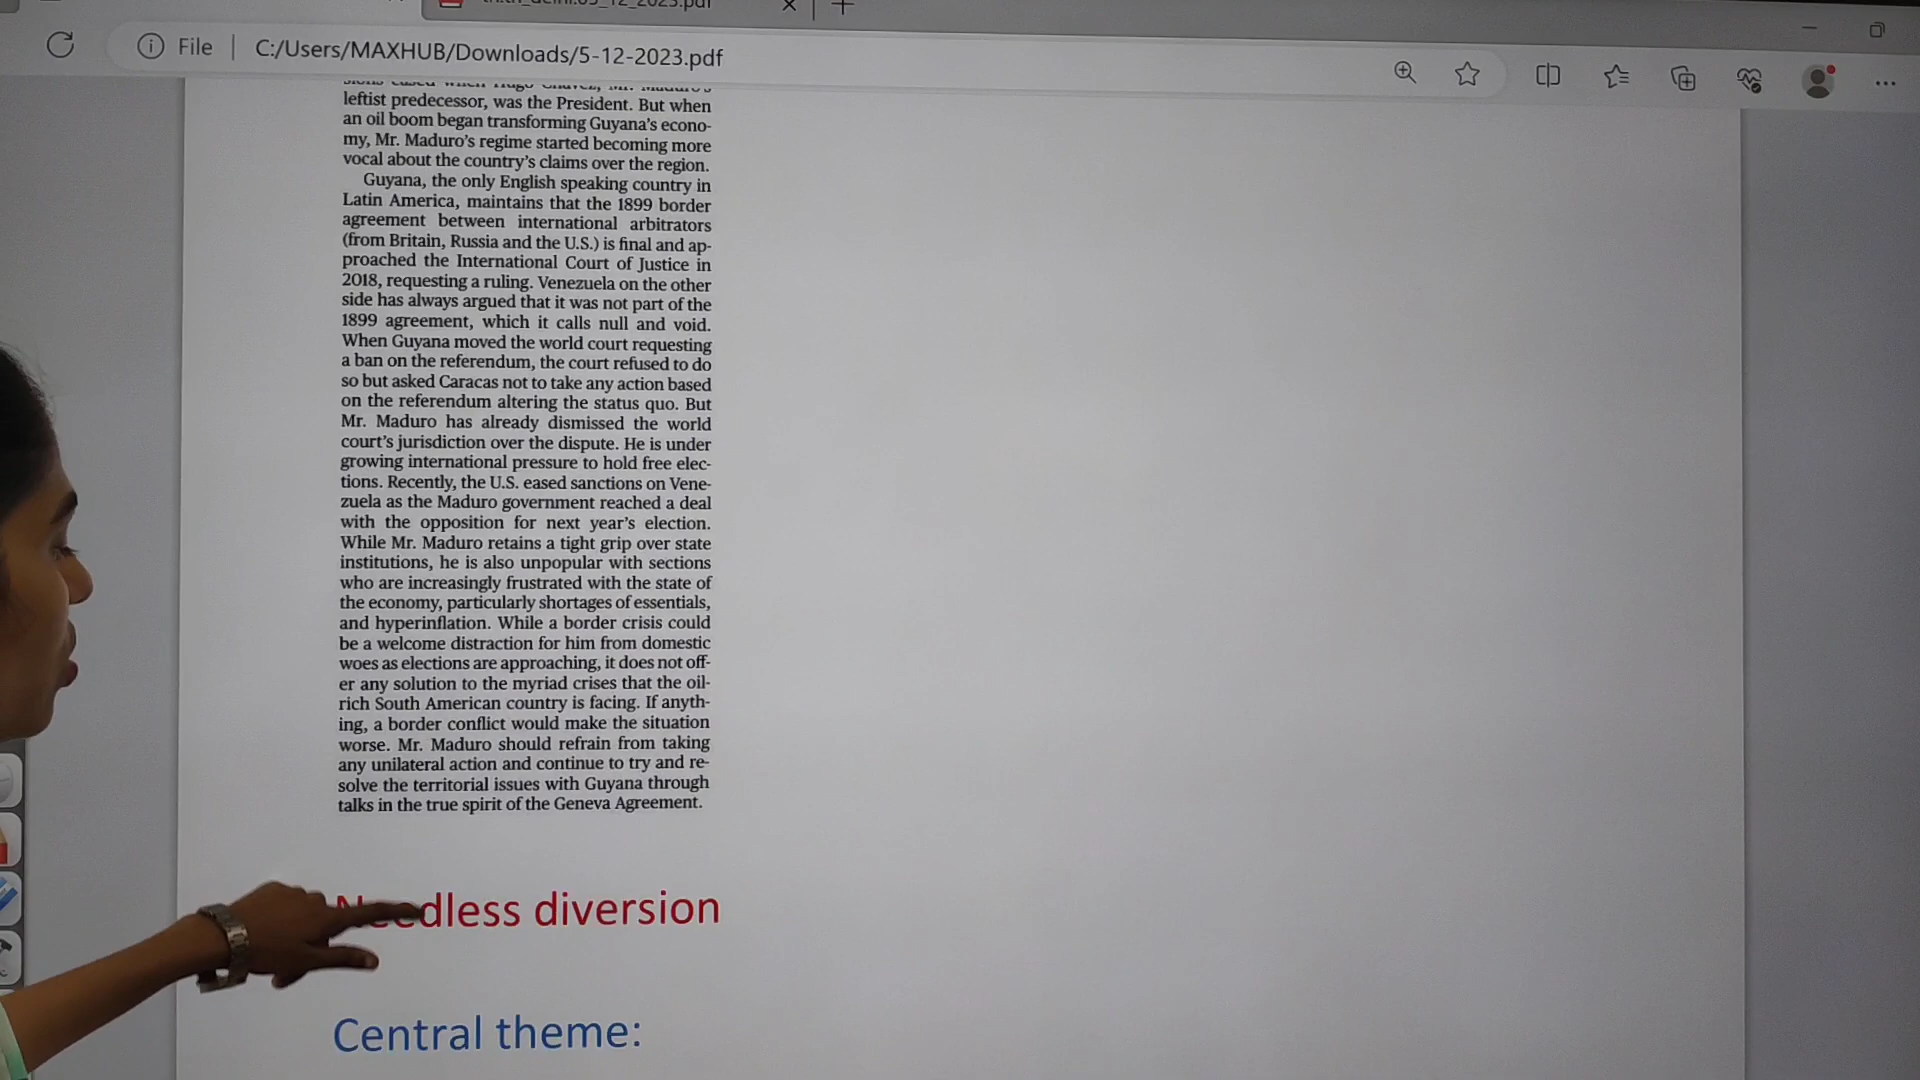 File
C:/Users/MAXHUB/Downloads/5-12-2023.pdf
leftist predecessor, was the President. But when
an oil boom began transforming Guyana's econo-
my, Mr. Maduro's regime started becoming more
vocal about the country's claims over the region.
Guyana, the only English speaking country in
Latin America, maintains that the 1899 border
agreement between international arbitrators
(from Britain, Russia and the U.S.) is final and ap-
proached the International Court of Justice in
2018, requesting a ruling. Venezuela on the other
side has always argued that it was not part of the
1899 agreement, which it calls null and void.
When Guyana moved the world court requesting
a ban on the referendum, the court refused to do
so but asked Caracas not to take any action based
on the referendum altering the status quo. But
Mr. Maduro has already dismissed the world
court's jurisdiction over the dispute. He is under
growing international pressure to hold free elec-
tions. Recently, the U.S. eased sanctions on Vene-
zuela as the Maduro government reached a deal
with the opposition for next year's election.
While Mr. Maduro retains a tight grip over state
institutions, he is also unpopular with sections
who are increasingly frustrated with the state of
the economy, particularly shortages of essentials,
and hyperinflation. While a border crisis could
be a welcome distraction for him from domestic
woes as elections are approaching, it does not off-
er any solution to the myriad crises that the oil-
rich South American country is facing. If anyth-
ing, a border conflict would make the situation
worse. Mr. Maduro should refrain from taking
any unilateral action and continue to try and re-
solve the territorial issues with Guyana through
talks in the true spirit of the Geneva Agreement.
Needless diversion
Central theme: